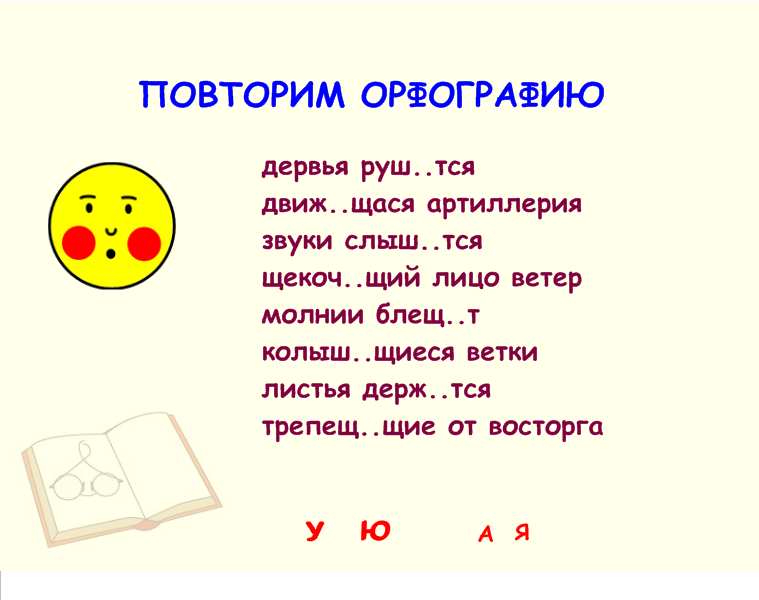 ПОВТОРИМ ОРФОГРАФИЮ
дервья руш..тся
движ..щася артиллерия
звуки слыш..тся
щекоч..щий лицо ветер
молнии блещ..т
колыш..щиеся ветки
листья держ..тся
трепещ..щие от восторга
У Ю А Я